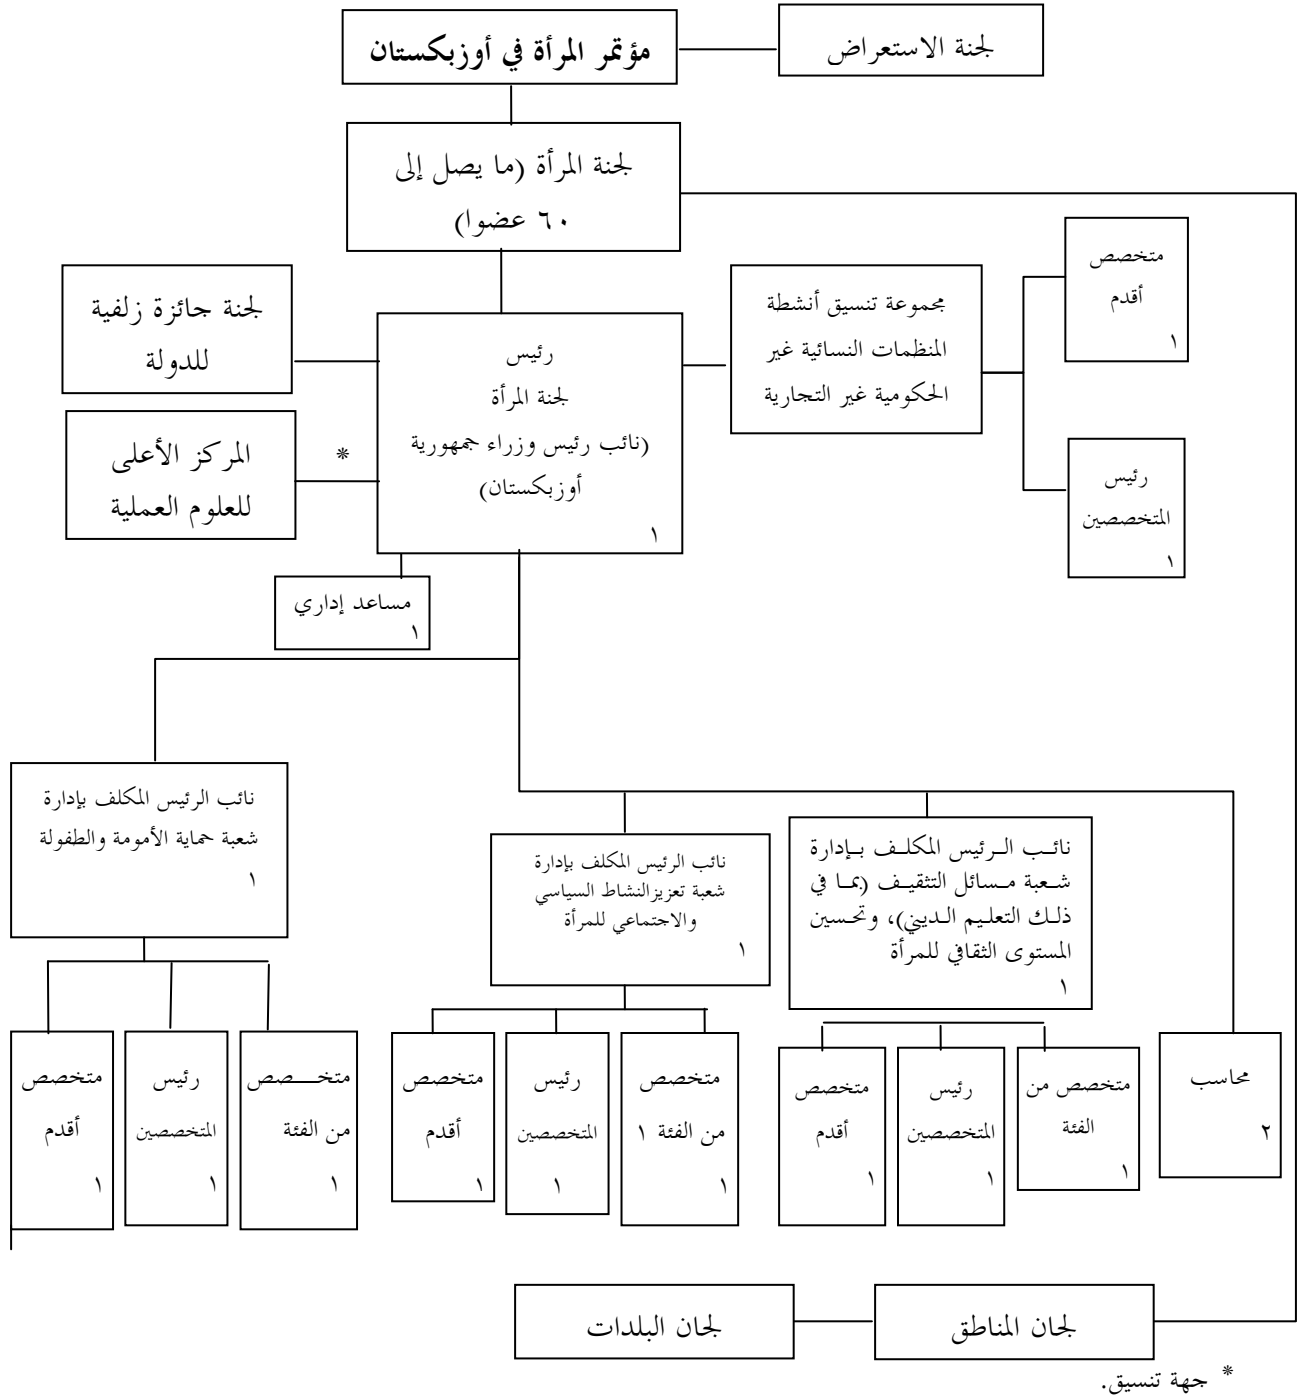 مؤتمر المرأة في أوزبكستان
لجنة الاستعراض
لجنة المرأة (ما يصل إلى
٦٠ عضوا)
متخصص
أقدم
١
مجموعة تنسيق أنشطة
المنظمات النسائية غير
الحكومية غير التجارية
رئيس
لجنة المرأة
(نائب رئيس وزراء جمهورية
أوزبكستان)
١
لجنة جائزة زلفية
للدولة
رئيس
المتخصصين
١
*
المركز الأعلى
للعلوم العملية
مساعد إداري
١
نائب الرئيس المكلف بإدارة
شعبة مسائل التثقيف (بما في
ذلك التعليم الديني)، وتحسين
المستوى الثقافي للمرأة
١
نائب الرئيس المكلف بإدارة
شعبة تعزيزالنشاط السياسي
والاجتماعي للمرأة
١
نائب الرئيس المكلف بإدارة
شعبة حماية الأمومة والطفولة
١
محاسب
٢
متخصص من
الفئة
١
رئيس
المتخصصين
١
متخصص
أقدم
١
متخصص
من الفئة ١
١
رئيس
المتخصصين
١
متخصص
أقدم
١
متخصص
من الفئة
١
رئيس
المتخصصين
١
متخصص
أقدم
١
لجان المناطق
لجان البلدات
* جهة تنسيق.